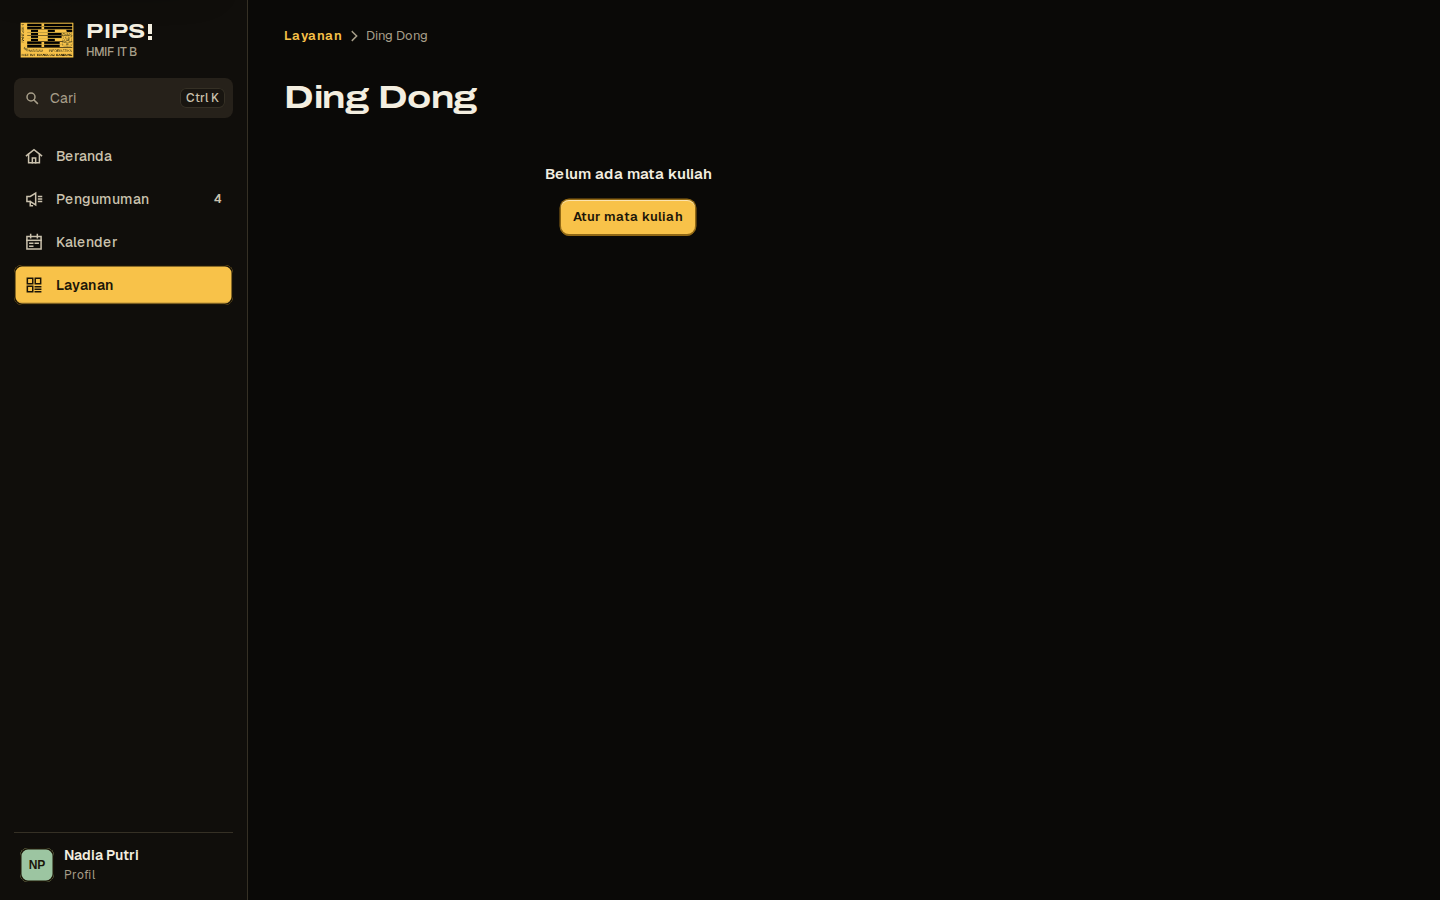 PIPS!
HMIF ITB
Cari
Ctrl K
Beranda
Pengumuman
4
Kalender
Layanan
NP
Nadia Putri
Profil
Layanan
Ding Dong
Ding Dong
Belum ada mata kuliah
Atur mata kuliah